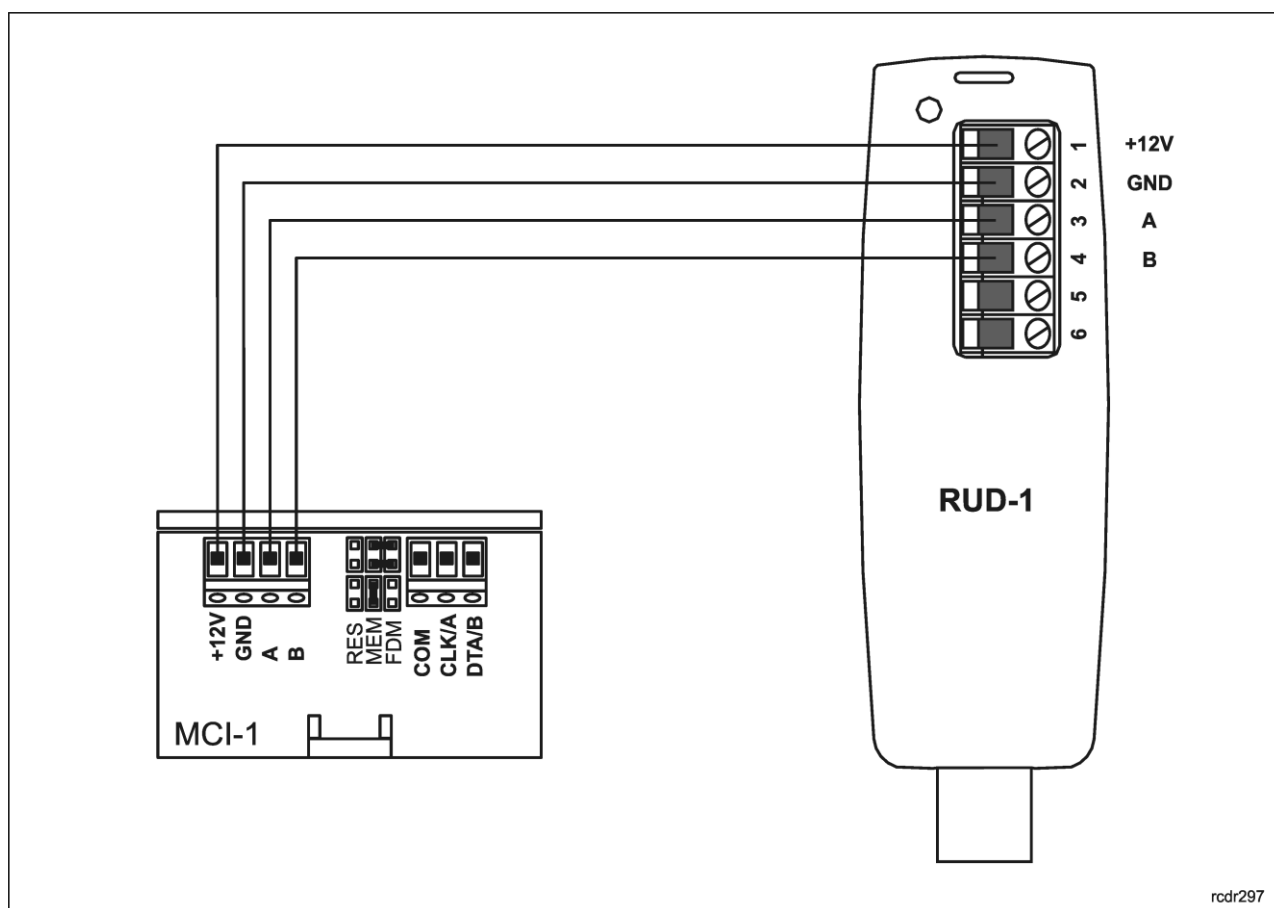 1 +12V
2 GND
3 A
4 B
5
6
RUD-1
+12V
GND
A
B
RES
MEM
FDM
COM
CLK/A
DTA/B
MCI-1
rcdr297